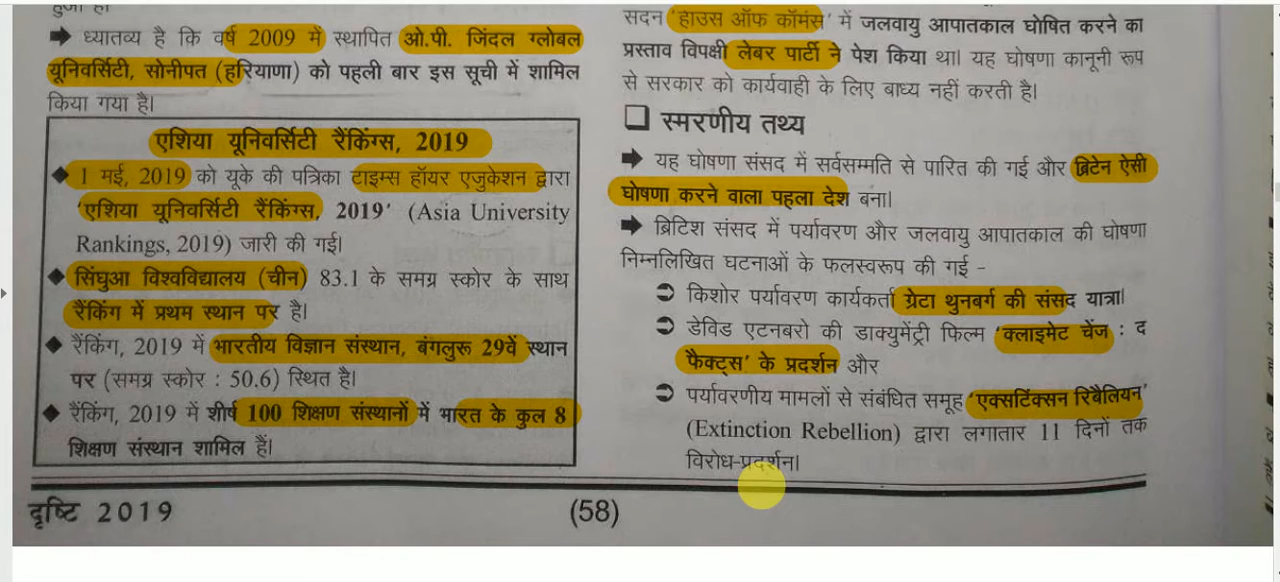 हुआ है।
➡ ध्यातव्य है कि वर्ष 2009 में स्थापित ओ.पी. जिंदल ग्लोबल
यूनिवर्सिटी, सोनीपत (हरियाणा) को पहली बार इस सूची में शामिल
किया गया है।
एशिया यूनिवर्सिटी रैंकिंग्स, 2019
◆ 1 मई, 2019 को यूके की पत्रिका टाइम्स हॉयर एजुकेशन द्वारा
'एशिया यूनिवर्सिटी रैंकिंग्स, 2019' (Asia University
Rankings, 2019) जारी की गई।
◆ सिंघुआ विश्वविद्यालय (चीन) 83.1 के समग्र स्कोर के साथ
रैंकिंग में प्रथम स्थान पर है।
◆ रैंकिंग, 2019 में भारतीय विज्ञान संस्थान, बंगलुरू 29वें स्थान
पर (समग्र स्कोर : 50.6) स्थित है।
◆ रैंकिंग, 2019 में शीर्ष 100 शिक्षण संस्थानों में भारत के कुल 8
शिक्षण संस्थान शामिल हैं।
सदन 'हाउस ऑफ कॉमंस' में जलवायु आपातकाल घोषित करने का
प्रस्ताव विपक्षी लेबर पार्टी ने पेश किया था। यह घोषणा कानूनी रूप
से सरकार को कार्यवाही के लिए बाध्य नहीं करती है।
❑ स्मरणीय तथ्य
➡ यह घोषणा संसद में सर्वसम्मति से पारित की गई और ब्रिटेन ऐसी
घोषणा करने वाला पहला देश बना।
➡ ब्रिटिश संसद में पर्यावरण और जलवायु आपातकाल की घोषणा
निम्नलिखित घटनाओं के फलस्वरूप की गई -
➲ किशोर पर्यावरण कार्यकर्ता ग्रेटा थुनबर्ग की संसद यात्रा।
➲ डेविड एटनबरो की डाक्युमेंट्री फिल्म 'क्लाइमेट चेंज : द
फैक्ट्स' के प्रदर्शन और
➲ पर्यावरणीय मामलों से संबंधित समूह 'एक्सटिंक्सन रिबैलियन'
(Extinction Rebellion) द्वारा लगातार 11 दिनों तक
विरोध-प्रदर्शन।
दृष्टि 2019
(58)